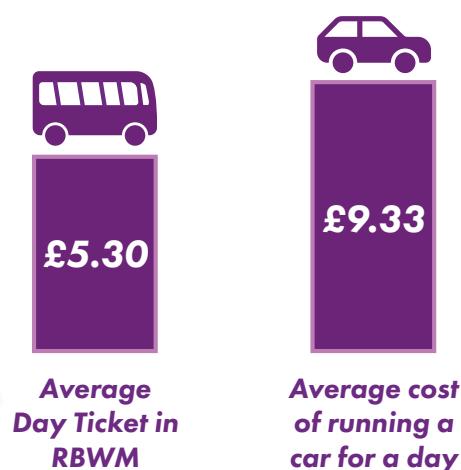 £5.30
£9.33
Average
Day Ticket in
RBWM
Average cost
of running a
car for a day